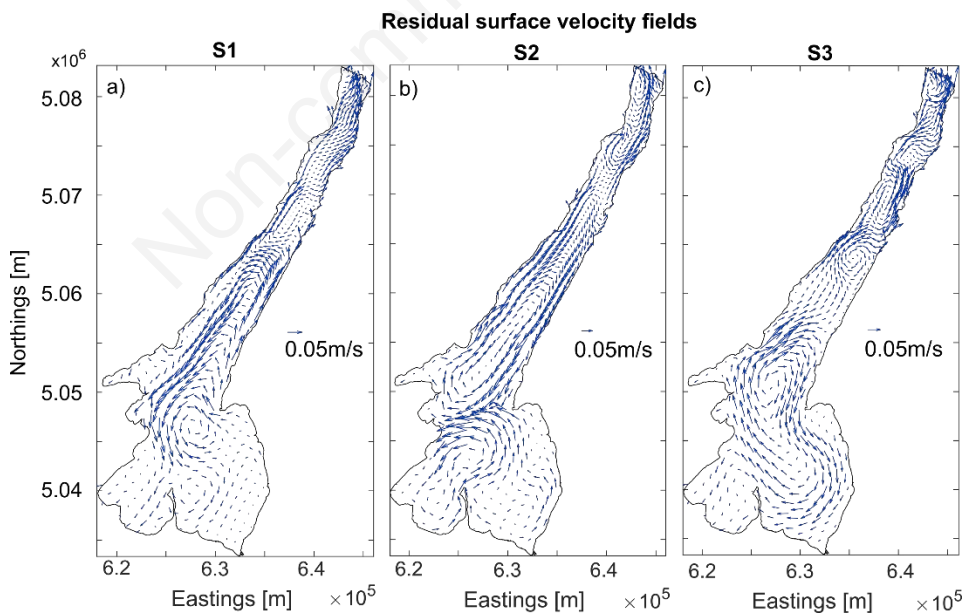 Residual surface velocity fields
S1 S2 S3
x10⁶
a) b) c)
5.08
5.07
5.06
5.05
5.04
Northings [m]
0.05m/s 0.05m/s 0.05m/s
6.2 6.3 6.4 6.2 6.3 6.4 6.2 6.3 6.4
Eastings [m] × 10⁵ Eastings [m] × 10⁵ Eastings [m] × 10⁵
Non-comm